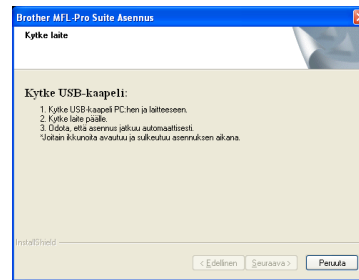 Brother MFL-Pro Suite Asennus
Kytke laite
Kytke USB-kaapeli:
1. Kytke USB-kaapeli PC:hen ja laitteeseen.
2. Kytke laite päälle.
3. Odota, että asennus jatkuu automaattisesti.
*Joitain ikkunoita avautuu ja sulkeutuu asennuksen aikana.
InstallShield
< Edellinen Seuraava > Peruuta